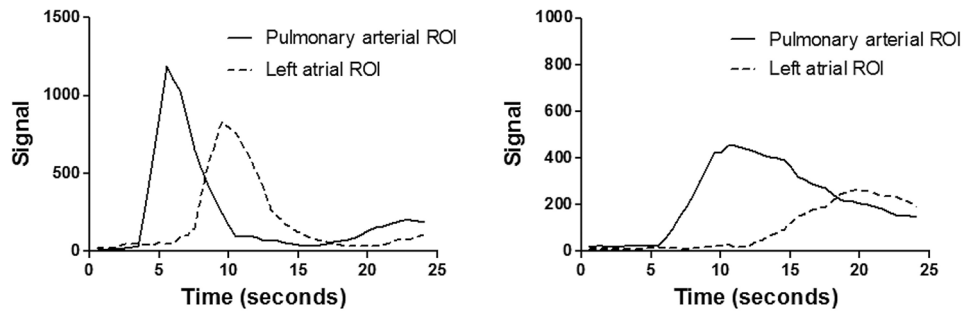 1500
1000
500
0
Signal
Pulmonary arterial ROI
Left atrial ROI
0 5 10 15 20 25
Time (seconds)
1000
800
600
400
200
0
Signal
Pulmonary arterial ROI
Left atrial ROI
0 5 10 15 20 25
Time (seconds)